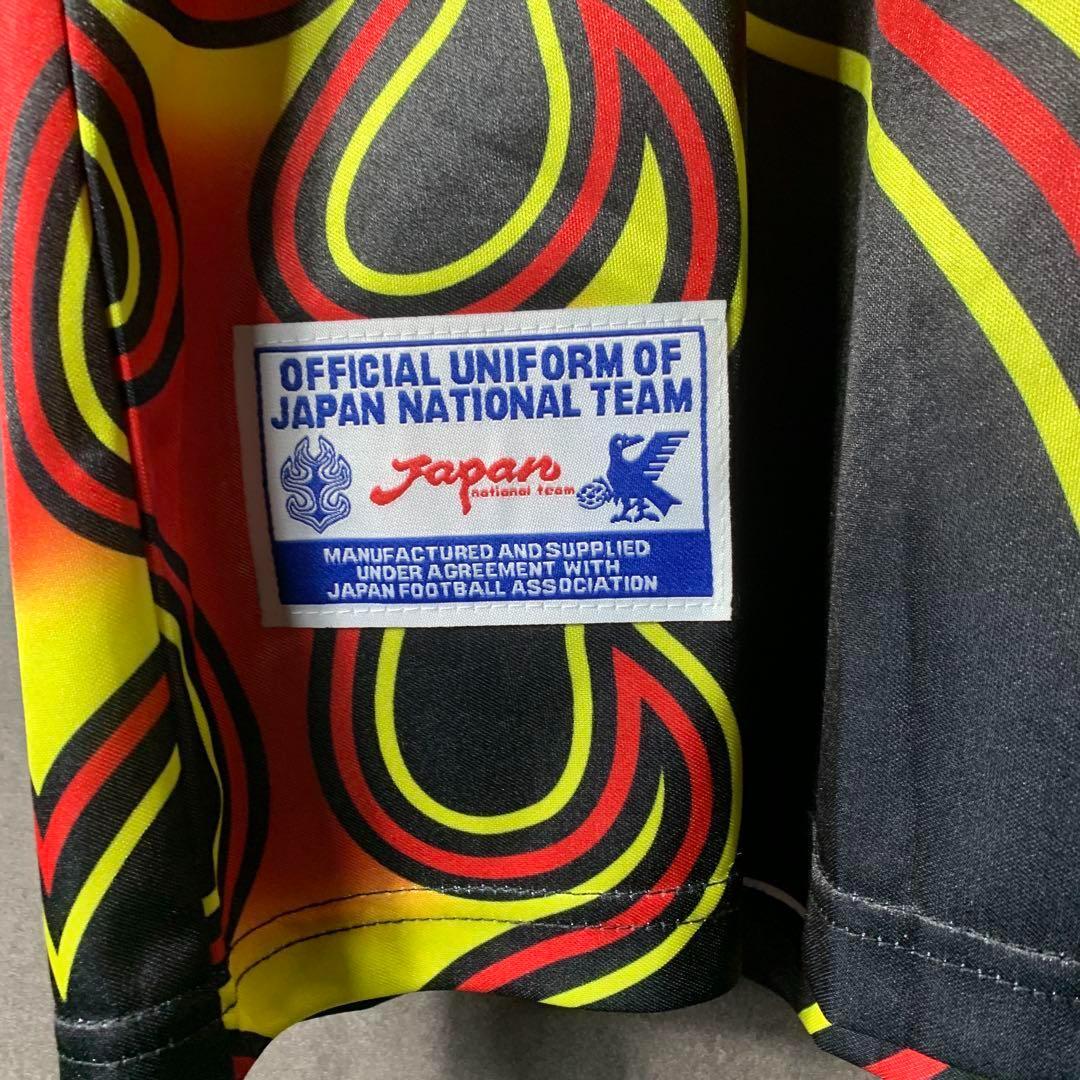 OFFICIAL UNIFORM OF
JAPAN NATIONAL TEAM
Japan
national team
MANUFACTURED AND SUPPLIED
UNDER AGREEMENT WITH
JAPAN FOOTBALL ASSOCIATION